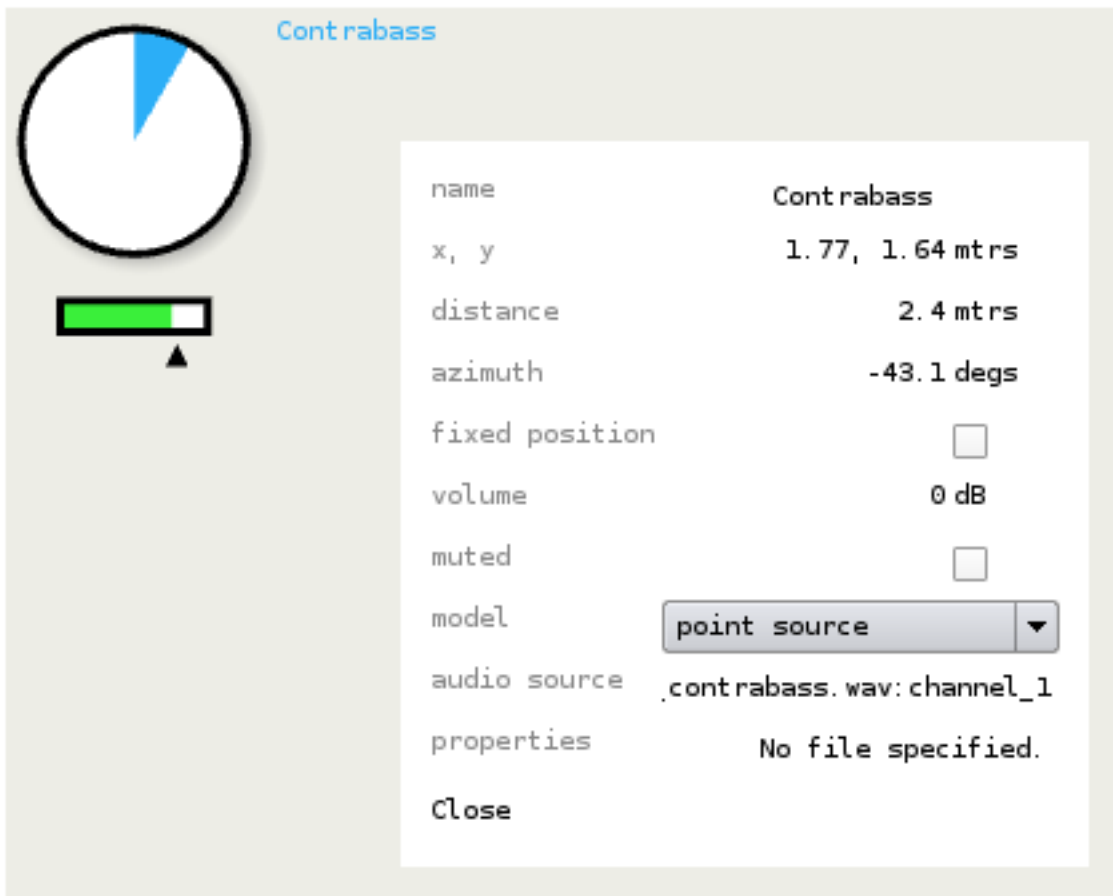 Contrabass
name Contrabass
x, y 1.77, 1.64 mtrs
distance 2.4 mtrs
azimuth -43.1 degs
fixed position
volume 0 dB
muted
model point source
audio source contrabass.wav:channel_1
properties No file specified.
Close